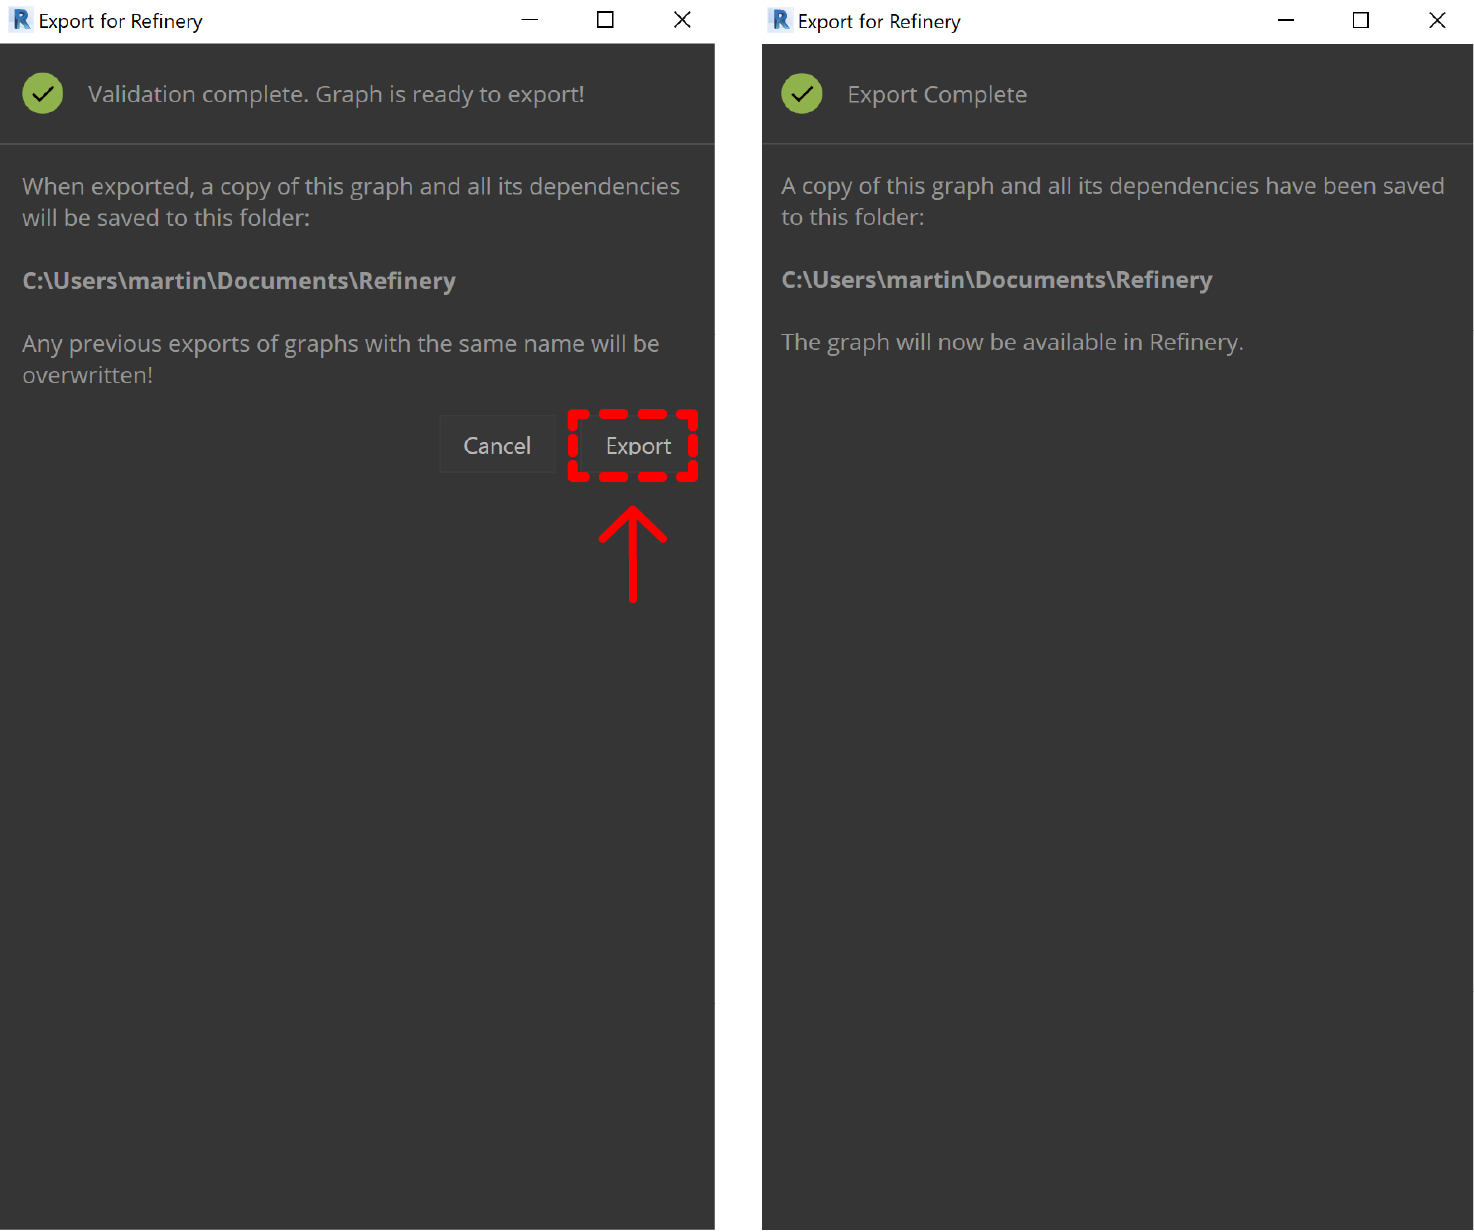 Export for Refinery
Validation complete. Graph is ready to export!
When exported, a copy of this graph and all its dependencies
will be saved to this folder:
C:\Users\martin\Documents\Refinery
Any previous exports of graphs with the same name will be
overwritten!
Cancel
Export
Export for Refinery
Export Complete
A copy of this graph and all its dependencies have been saved
to this folder:
C:\Users\martin\Documents\Refinery
The graph will now be available in Refinery.